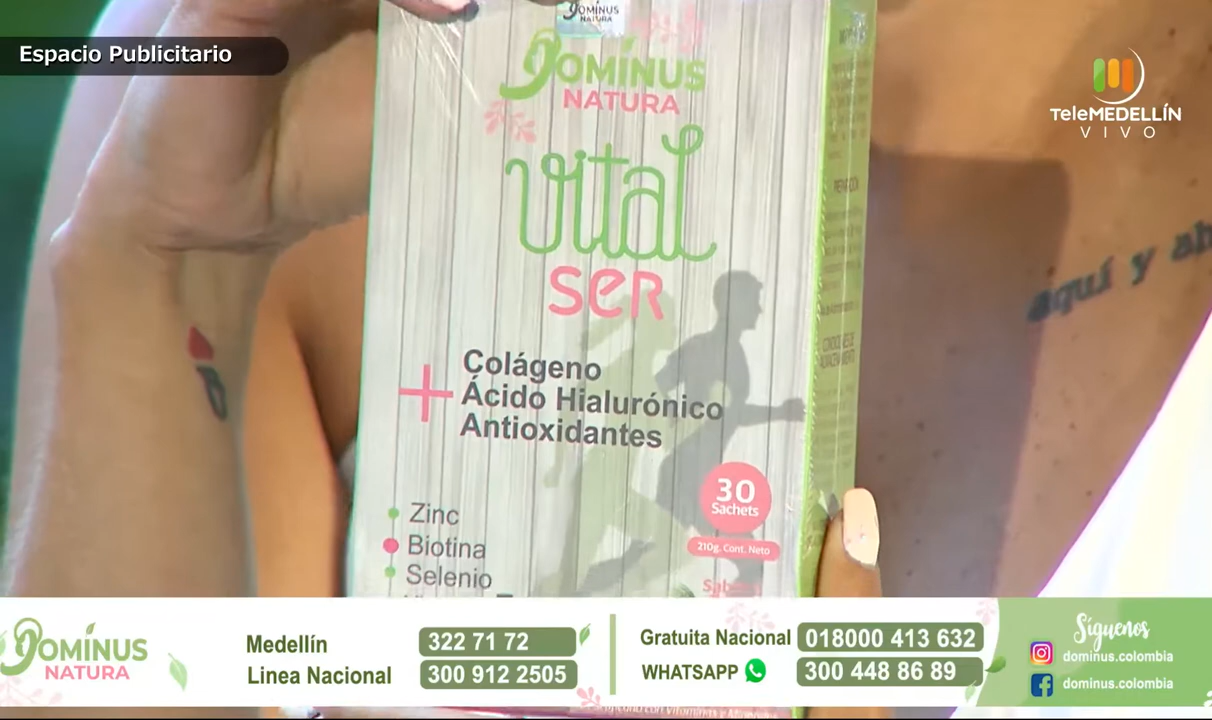 Espacio Publicitario
TeleMEDELLÍN
VIVO
DOMINUS
NATURA
DOMINUS
NATURA
vital
ser
+ Colágeno
Ácido Hialurónico
Antioxidantes
30
Sachets
210g. Cont. Neto
Zinc
Biotina
Selenio
aquí y
DOMINUS
NATURA
Medellín 322 71 72
Linea Nacional 300 912 2505
Gratuita Nacional 018000 413 632
WHATSAPP 300 448 86 89
Síguenos
dominus.colombia
dominus.colombia